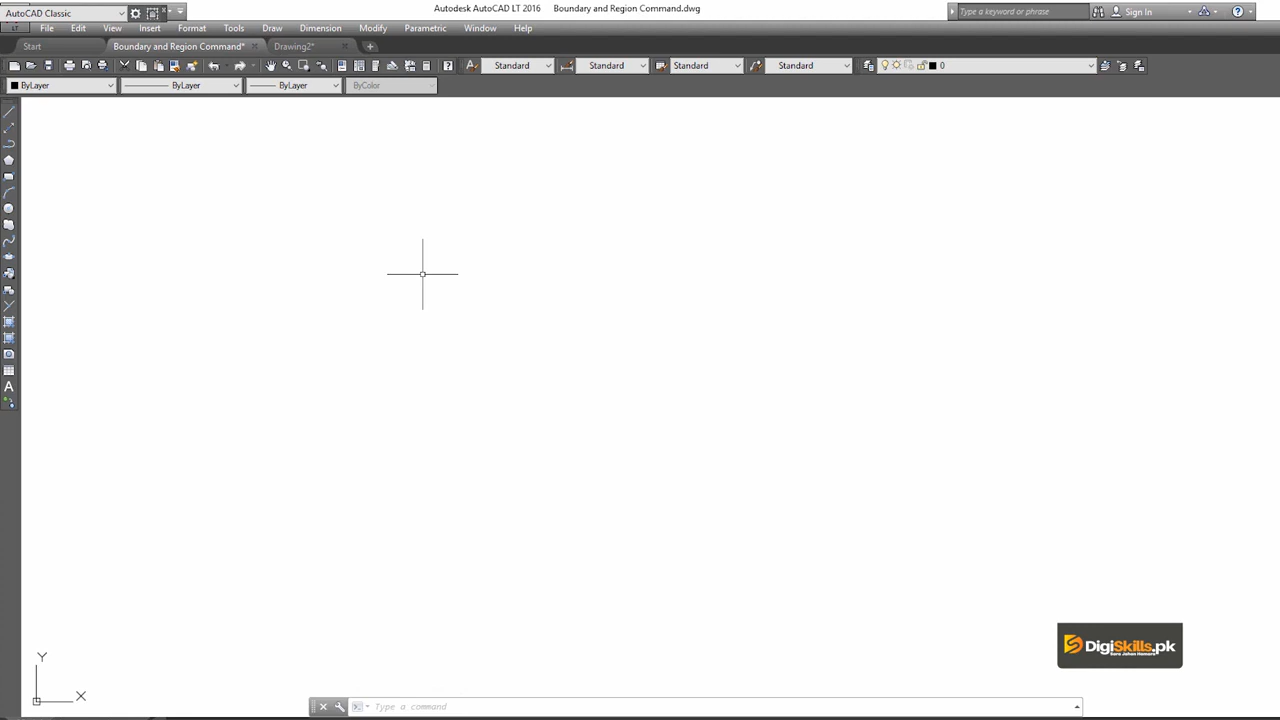 AutoCAD Classic
Autodesk AutoCAD LT 2016 Boundary and Region Command.dwg
Type a keyword or phrase
Sign In
LT
File Edit View Insert Format Tools Draw Dimension Modify Parametric Window Help
Start
Boundary and Region Command*
Drawing2*
Standard
Standard
Standard
Standard
0
ByLayer
ByLayer
ByLayer
ByColor
A
Y
X
DigiSkills.pk
Type a command